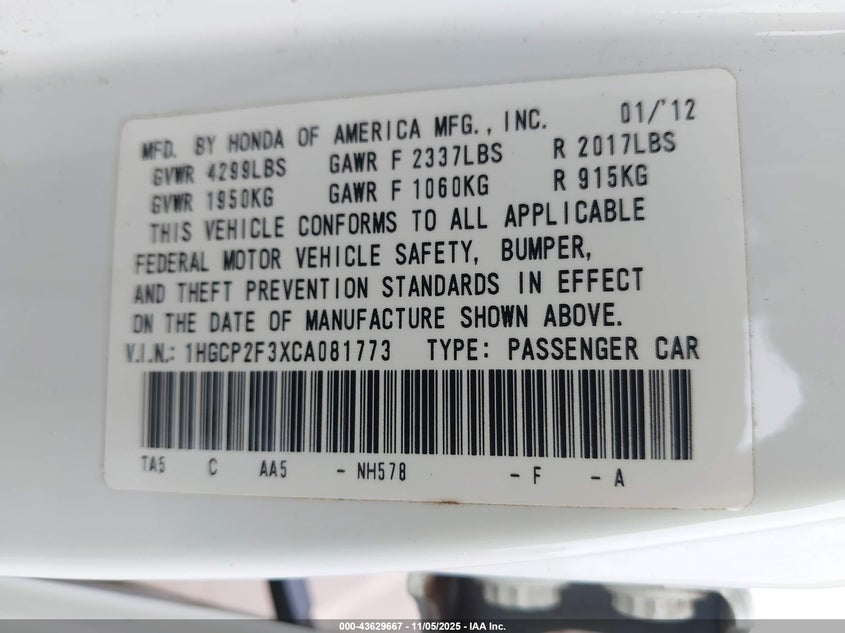 MFD. BY HONDA OF AMERICA MFG., INC. 01/'12
GVWR 4299LBS GAWR F 2337LBS R 2017LBS
GVWR 1950KG GAWR F 1060KG R 915KG
THIS VEHICLE CONFORMS TO ALL APPLICABLE
FEDERAL MOTOR VEHICLE SAFETY, BUMPER,
AND THEFT PREVENTION STANDARDS IN EFFECT
ON THE DATE OF MANUFACTURE SHOWN ABOVE.
V.I.N.: 1HGCP2F3XCA081773 TYPE: PASSENGER CAR
TA5 C AA5 - NH578 - F - A
000-43629667 - 11/05/2025 - IAA Inc.